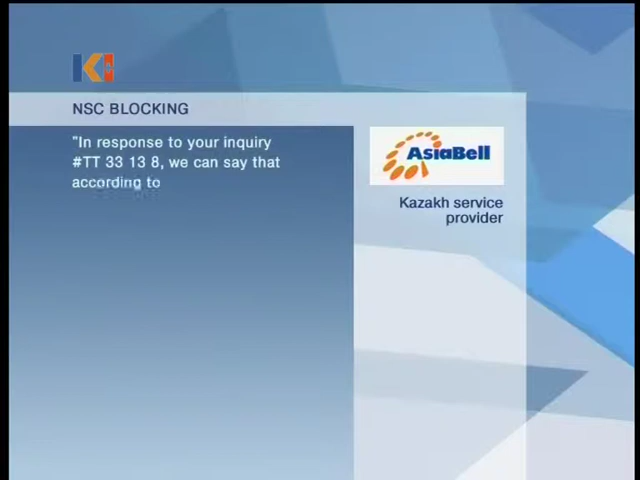 K
NSC BLOCKING
"In response to your inquiry
#TT 33 13 8, we can say that
according to
AsiaBell
Kazakh service
provider